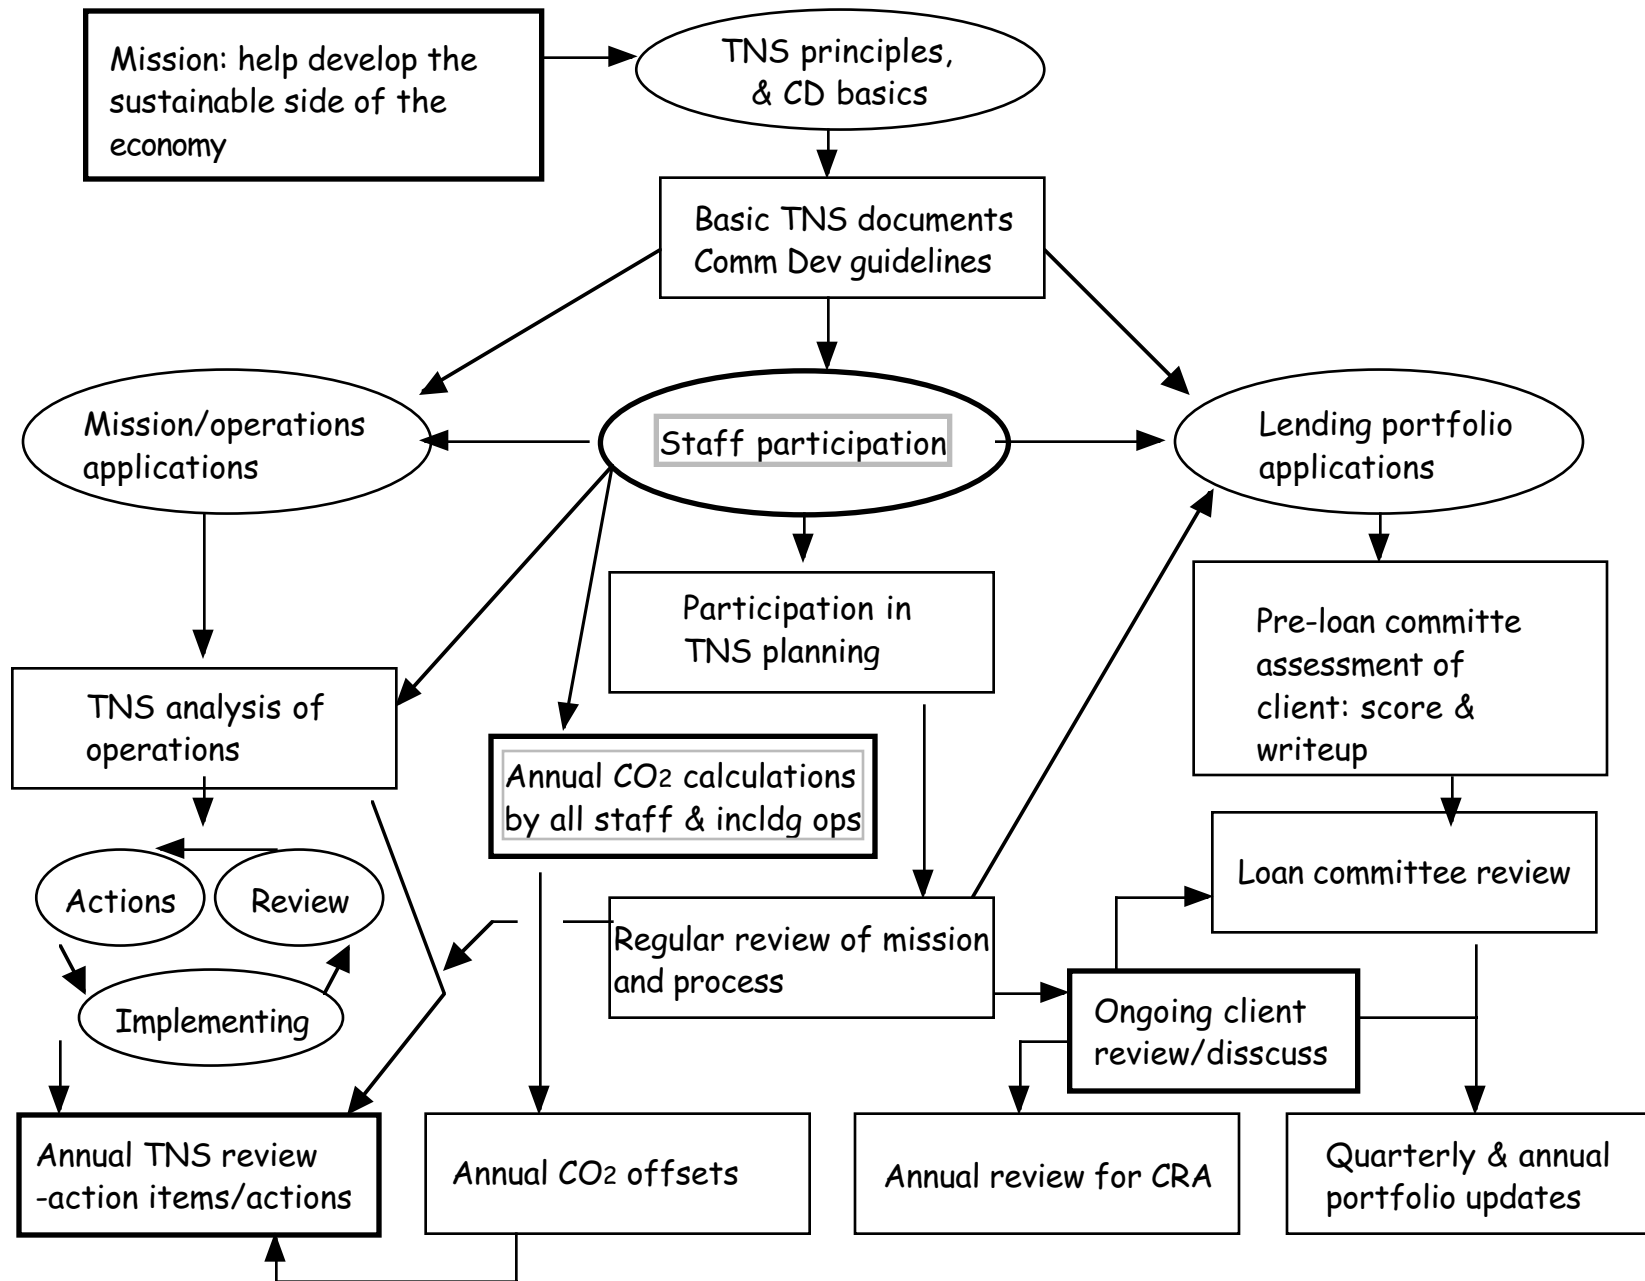 Mission: help develop the
sustainable side of the
economy
TNS principles,
& CD basics
Basic TNS documents
Comm Dev guidelines
Mission/operations
applications
Staff participation
Lending portfolio
applications
Participation in
TNS planning
Pre-loan committe
assessment of
client: score &
writeup
TNS analysis of
operations
Annual CO2 calculations
by all staff & incldg ops
Actions
Review
Implementing
Regular review of mission
and process
Loan committee review
Ongoing client
review/disscuss
Annual TNS review
-action items/actions
Annual CO2 offsets
Annual review for CRA
Quarterly & annual
portfolio updates